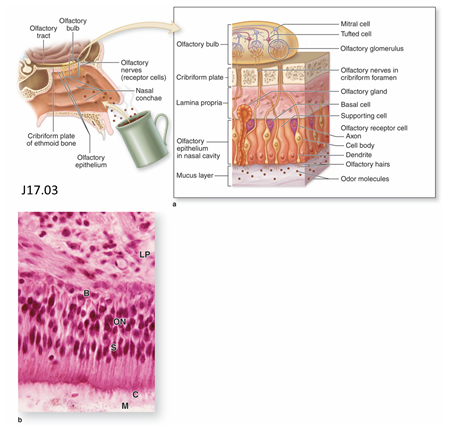 Olfactory
tract
Olfactory
bulb
Olfactory
nerves
(receptor cells)
Nasal
conchae
Cribriform plate
of ethmoid bone
Olfactory
epithelium
J17.03
Olfactory bulb
Cribriform plate
Lamina propria
Olfactory
epithelium
in nasal cavity
Mucus layer
Mitral cell
Tufted cell
Olfactory glomerulus
Olfactory nerves in
cribriform foramen
Olfactory gland
Basal cell
Supporting cell
Olfactory receptor cell
Axon
Cell body
Dendrite
Olfactory hairs
Odor molecules
a
LP
B
ON
S
C
M
b